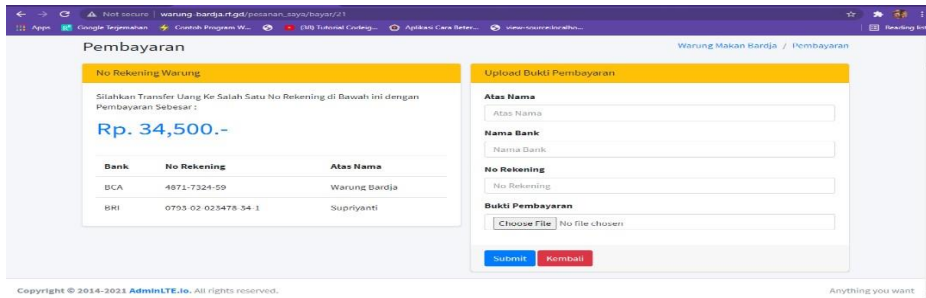 Not secure | warung-bardja.rf.gd/pesanan_saya/bayar/21
Apps Google Terjemahan Contoh Program W... (38) Tutorial Codeig... Aplikasi Cara Beter... view-source:localho... Reading list
Pembayaran
Warung Makan Bardja / Pembayaran
No Rekening Warung
Silahkan Transfer Uang Ke Salah Satu No Rekening di Bawah ini dengan
Pembayaran Sebesar :
Rp. 34,500.-
Bank No Rekening Atas Nama
BCA 4871-7324-59 Warung Bardja
BRI 0793-02-023478-34-1 Supriyanti
Upload Bukti Pembayaran
Atas Nama
Atas Nama
Nama Bank
Nama Bank
No Rekening
No Rekening
Bukti Pembayaran
Choose File No file chosen
Submit Kembali
Copyright © 2014-2021 AdminLTE.io. All rights reserved.
Anything you want